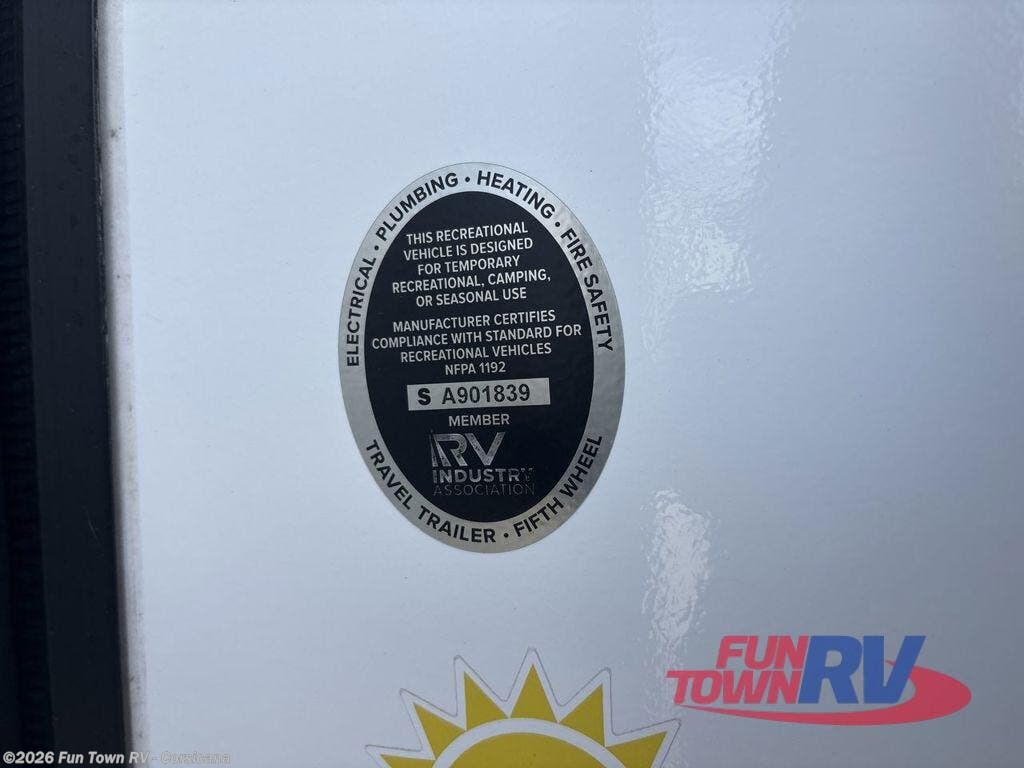 ELECTRICAL • PLUMBING • HEATING • FIRE SAFETY
THIS RECREATIONAL
VEHICLE IS DESIGNED
FOR TEMPORARY
RECREATIONAL, CAMPING,
OR SEASONAL USE
MANUFACTURER CERTIFIES
COMPLIANCE WITH STANDARD FOR
RECREATIONAL VEHICLES
NFPA 1192
S A901839
MEMBER
RV
INDUSTRY
ASSOCIATION
TRAVEL TRAILER • FIFTH WHEEL
FUN
TOWN RV
©2026 Fun Town RV - Corsicana